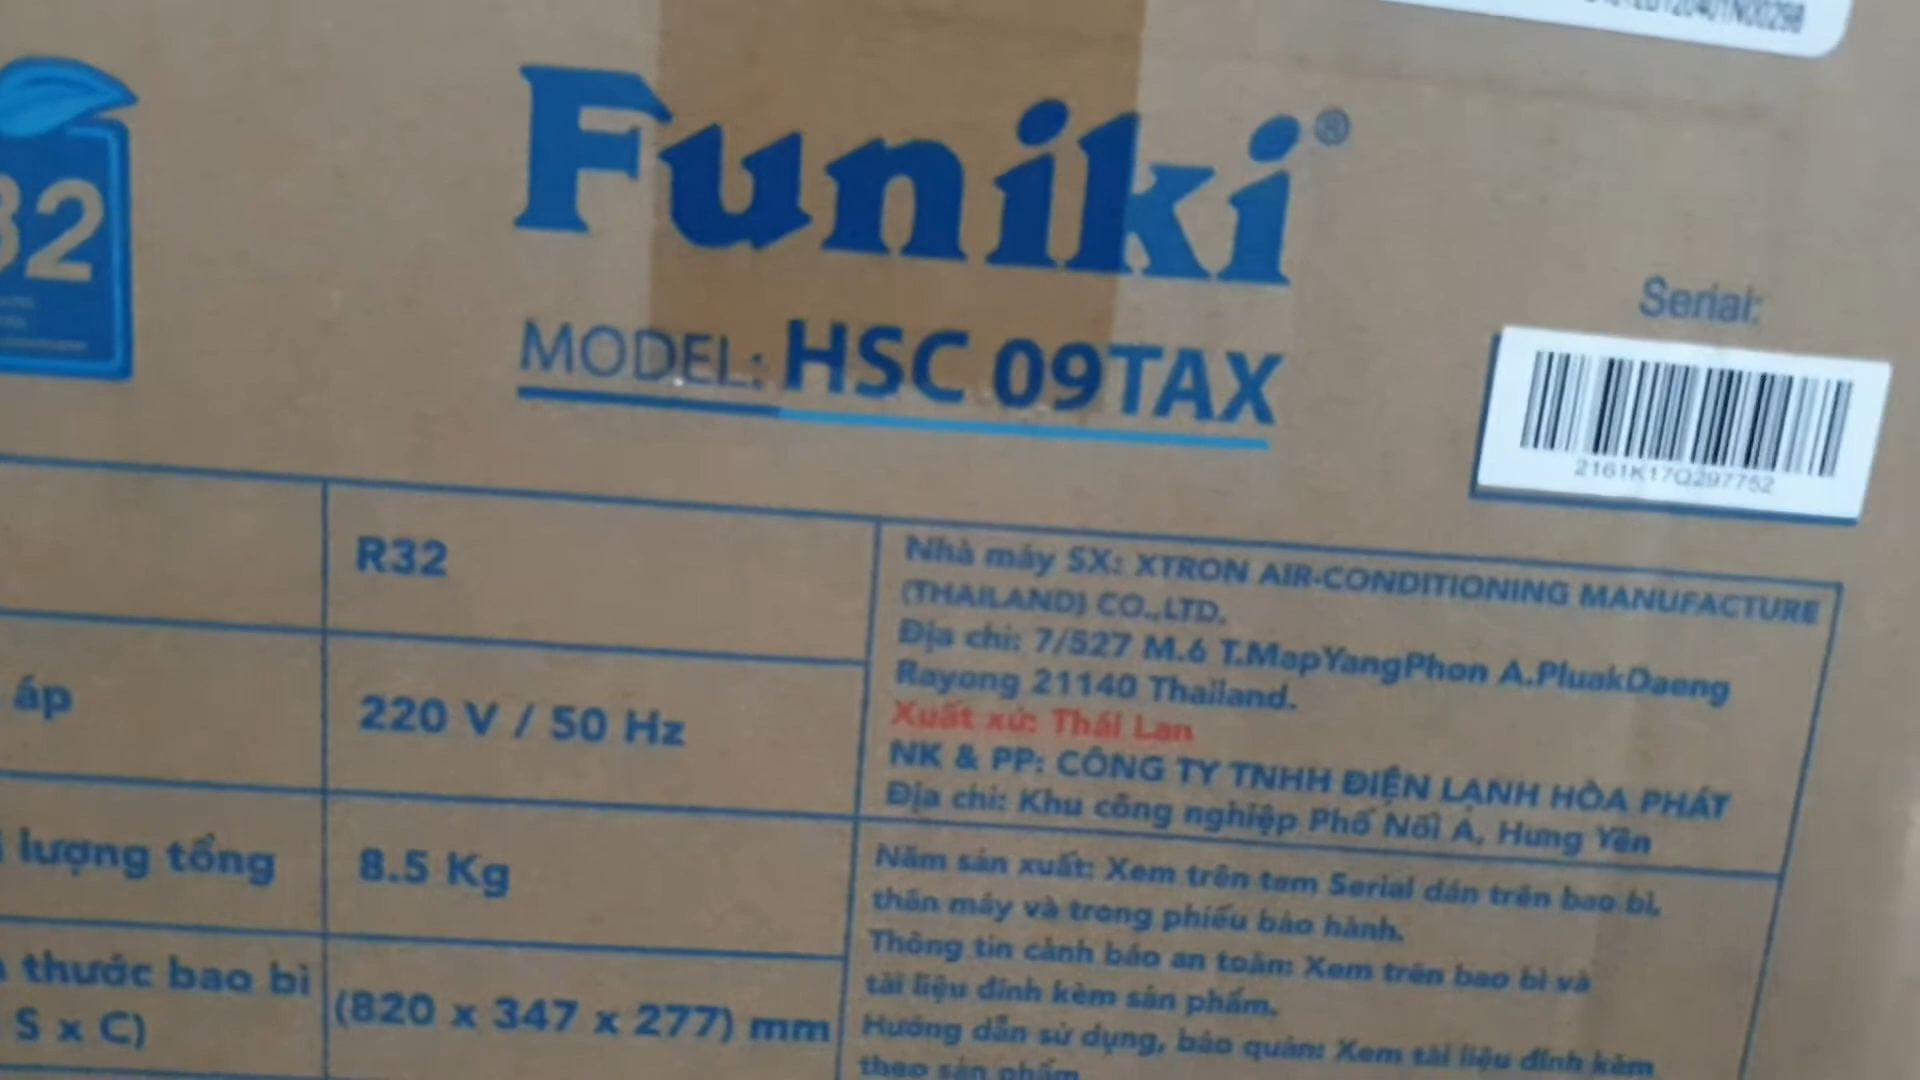 Funiki®
MODEL: HSC 09TAX
Serial:
2161K17Q297752
32
R32
áp
220 V / 50 Hz
lượng tổng
8.5 Kg
thước bao bì
S x C)
(820 x 347 x 277) mm
Nhà máy SX: XTRON AIR-CONDITIONING MANUFACTURE
(THAILAND) CO.,LTD.
Địa chỉ: 7/527 M.6 T.MapYangPhon A.PluakDaeng
Rayong 21140 Thailand.
Xuất xứ: Thái Lan
NK & PP: CÔNG TY TNHH ĐIỆN LẠNH HÒA PHÁT
Địa chỉ: Khu công nghiệp Phố Nối A, Hưng Yên
Năm sản xuất: Xem trên tem Serial dán trên bao bì,
thân máy và trong phiếu bảo hành.
Thông tin cảnh báo an toàn: Xem trên bao bì và
tài liệu đính kèm sản phẩm.
Hướng dẫn sử dụng, bảo quản: Xem tài liệu đính kèm
theo sản phẩm